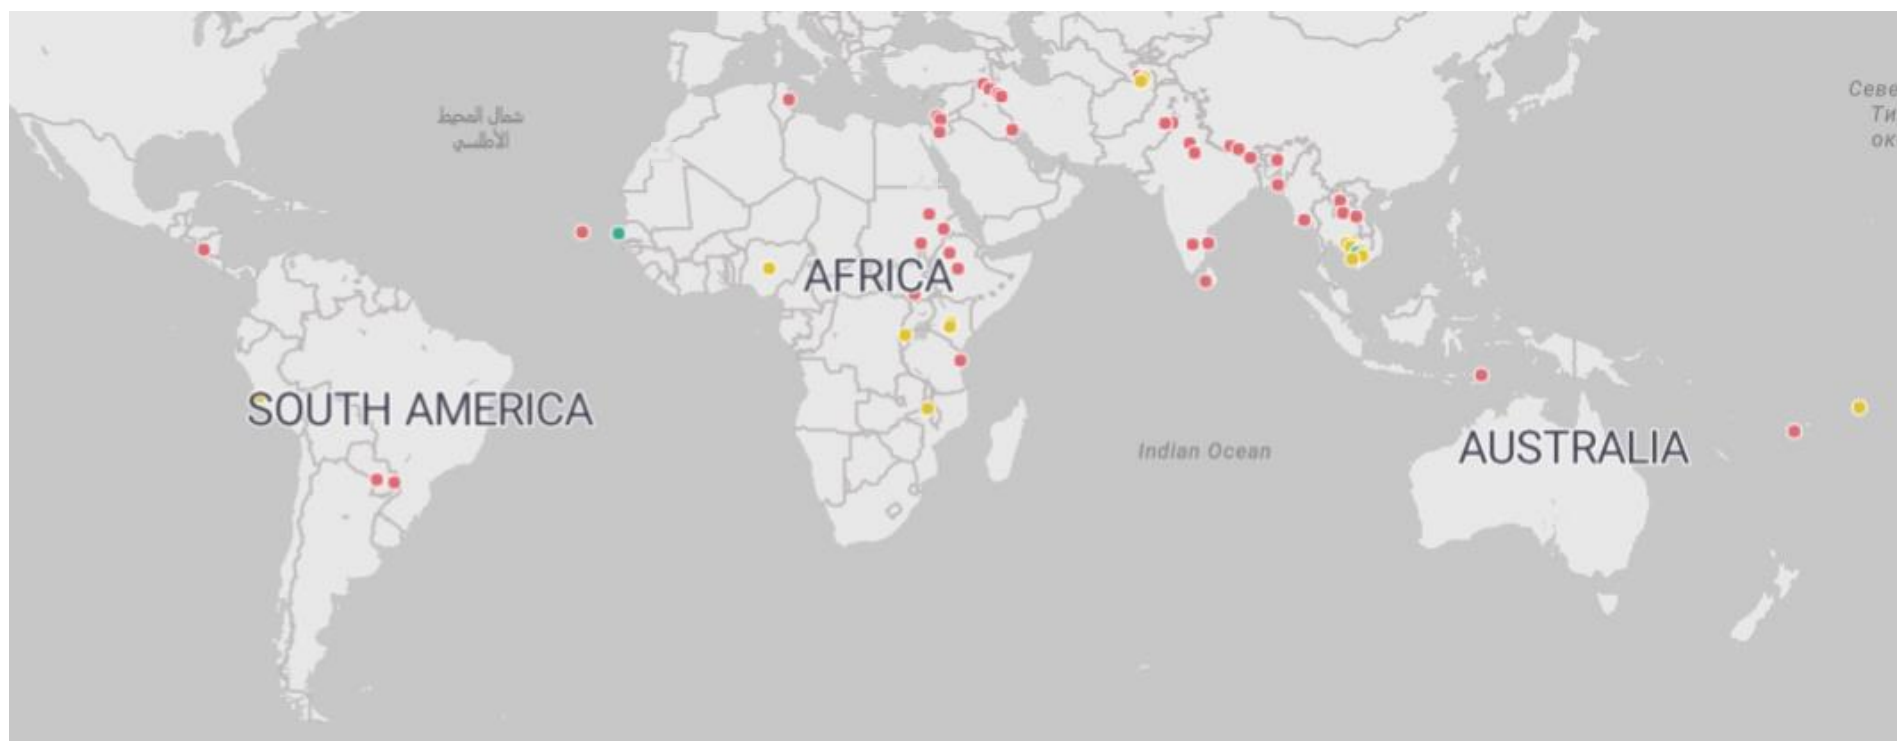 Севе
Ти
ок
شمال المحيط
الأطلسي
AFRICA
SOUTH AMERICA
Indian Ocean
AUSTRALIA